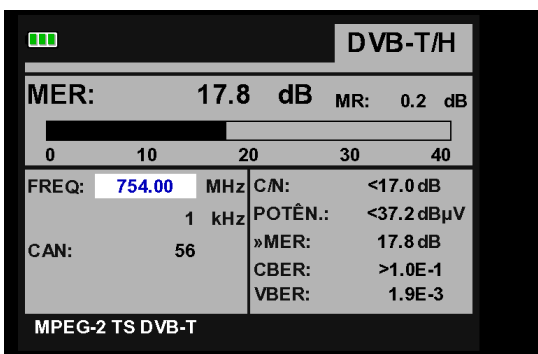 DVB-T/H
MER: 17.8 dB MR: 0.2 dB
0 10 20 30 40
FREQ: 754.00 MHz
1 kHz
CAN: 56
C/N: <17.0 dB
POTÊN.: <37.2 dBµV
»MER: 17.8 dB
CBER: >1.0E-1
VBER: 1.9E-3
MPEG-2 TS DVB-T